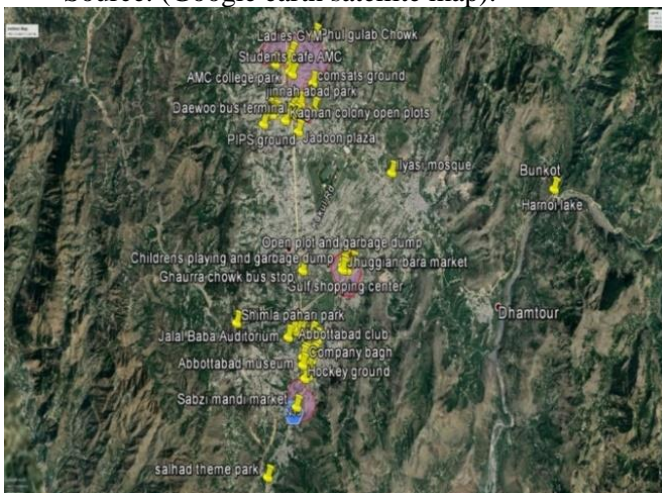 Source: (Google earth satellite map).
Ladies GYM Phul gulab Chowk
Students cafe AMC
AMC college park
comsats ground
jinnah abad park
Daewoo bus terminal
Kaghan colony open plots
PIPS ground
Jadoon plaza
Ilyasi mosque
Bunkot
Harnoi lake
Open plot and garbage dump
Childrens playing and garbage dump
Jhuggian bara market
Ghaurra chowk bus stop
Gulf shopping center
Shimla pahari park
Dhamtour
Jalal Baba Auditorium
Abbottabad club
Company bagh
Abbottabad museum
Hockey ground
Sabzi mandi market
salhad theme park